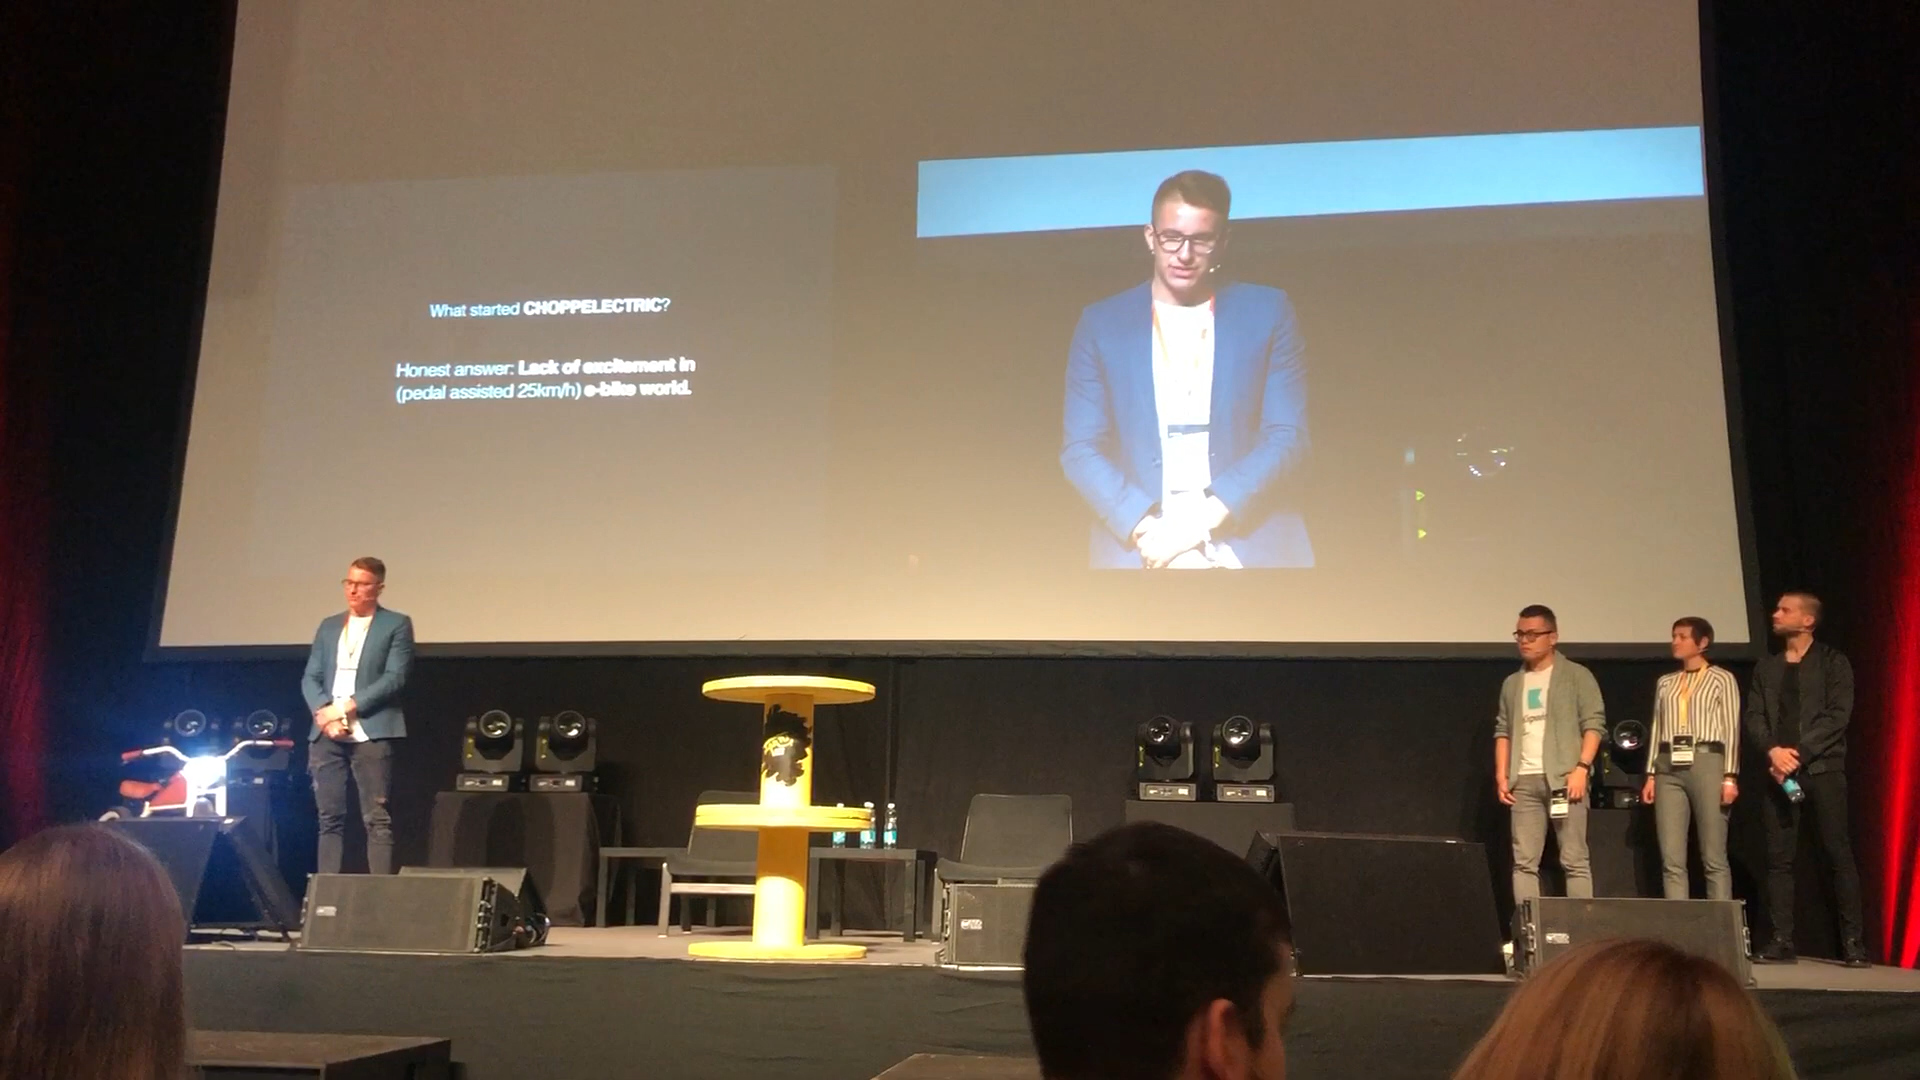 What started CHOPPELECTRIC?
Honest answer: Lack of excitement in
(pedal assisted 25km/h) e-bike world.